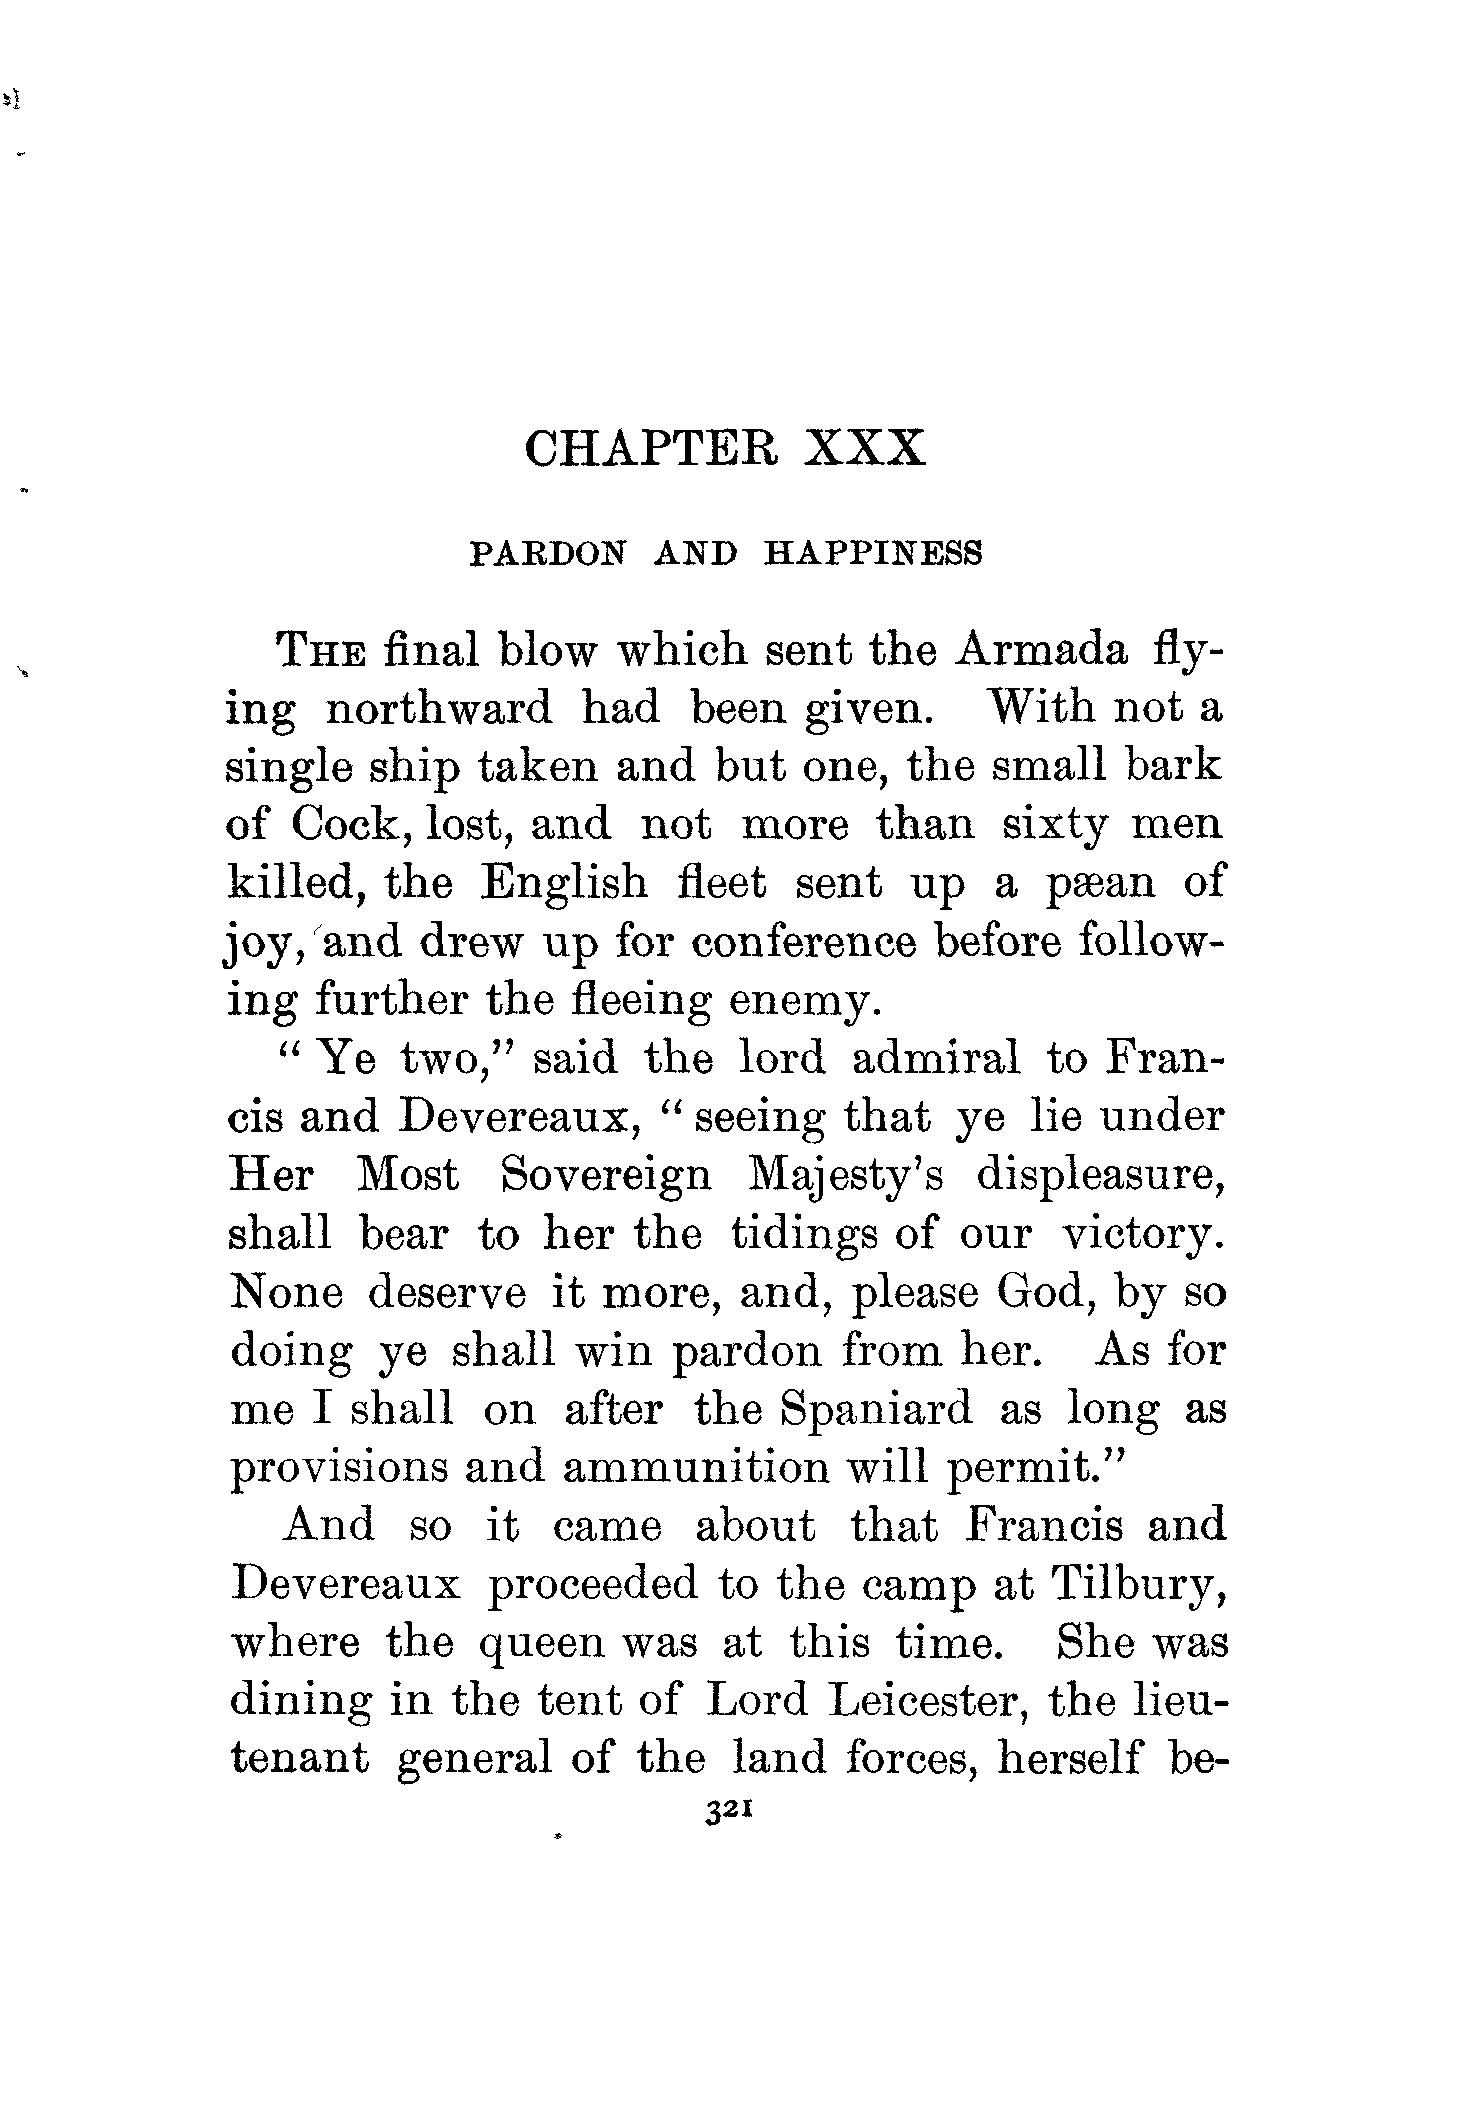 CHAPTER XXX
PARDON AND HAPPINESS
THE final blow which sent the Armada fly-
ing northward had been given. With not a
single ship taken and but one, the small bark
of Cock, lost, and not more than sixty men
killed, the English fleet sent up a pæan of
joy, and drew up for conference before follow-
ing further the fleeing enemy.
“ Ye two,” said the lord admiral to Fran-
cis and Devereaux, “ seeing that ye lie under
Her Most Sovereign Majesty’s displeasure,
shall bear to her the tidings of our victory.
None deserve it more, and, please God, by so
doing ye shall win pardon from her. As for
me I shall on after the Spaniard as long as
provisions and ammunition will permit.”
And so it came about that Francis and
Devereaux proceeded to the camp at Tilbury,
where the queen was at this time. She was
dining in the tent of Lord Leicester, the lieu-
tenant general of the land forces, herself be-
321